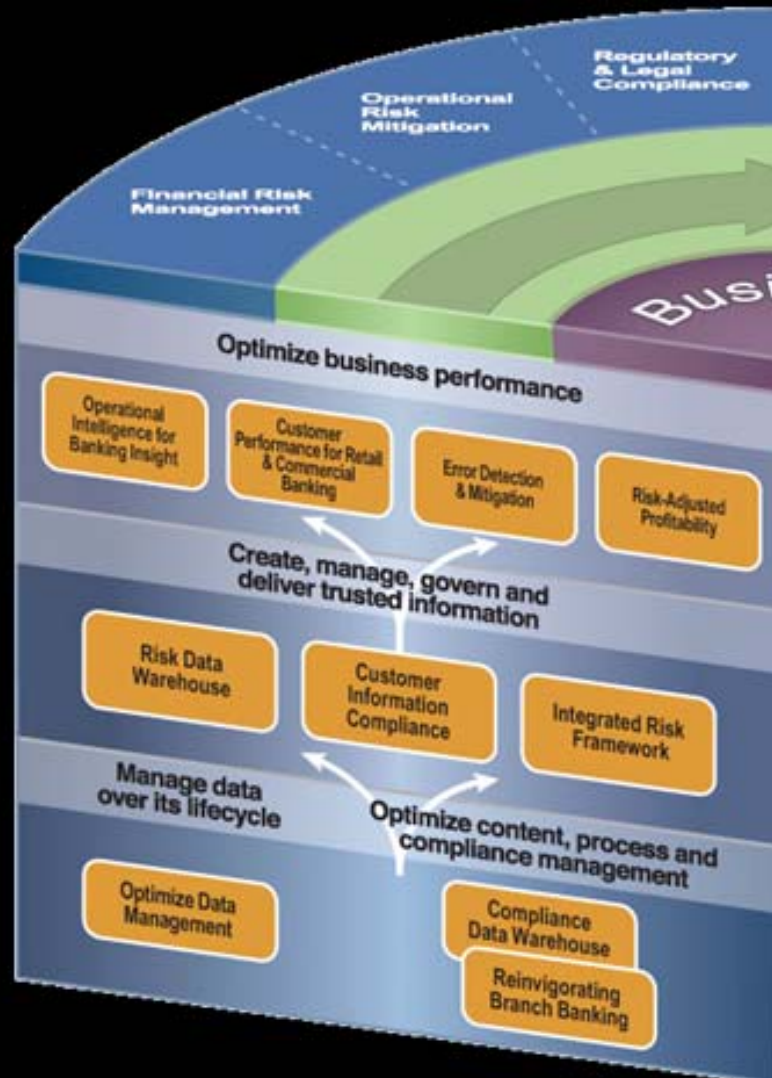 Regulatory
& Legal
Compliance
Operational
Risk
Mitigation
Financial Risk
Management
Busi
Optimize business performance
Operational
Intelligence for
Banking Insight
Customer
Performance for Retail
& Commercial
Banking
Error Detection
& Mitigation
Risk-Adjusted
Profitability
Create, manage, govern and
deliver trusted information
Risk Data
Warehouse
Customer
Information
Compliance
Integrated Risk
Framework
Manage data
over its lifecycle
Optimize content, process and
compliance management
Optimize Data
Management
Compliance
Data Warehouse
Reinvigorating
Branch Banking